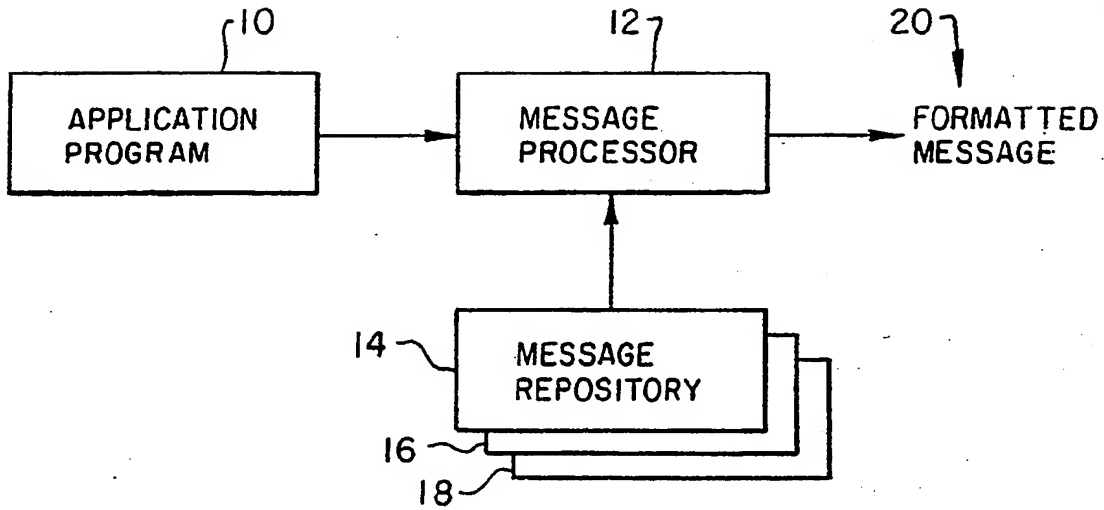 10
12
20
APPLICATION
PROGRAM
MESSAGE
PROCESSOR
FORMATTED
MESSAGE
14
MESSAGE
REPOSITORY
16
18